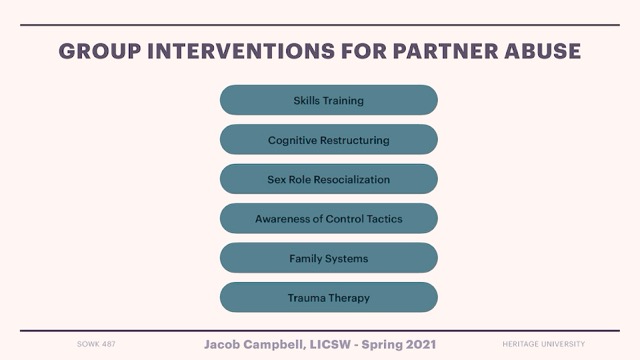 GROUP INTERVENTIONS FOR PARTNER ABUSE
Skills Training
Cognitive Restructuring
Sex Role Resocialization
Awareness of Control Tactics
Family Systems
Trauma Therapy
SOWK 487
Jacob Campbell, LICSW - Spring 2021
HERITAGE UNIVERSITY